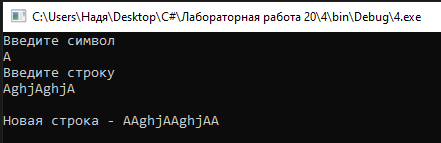 C:\Users\Надя\Desktop\C#\Лабораторная работа 20\4\bin\Debug\4.exe
Введите символ
A
Введите строку
AghjAghjA
Новая строка - AAghjAAghjAA